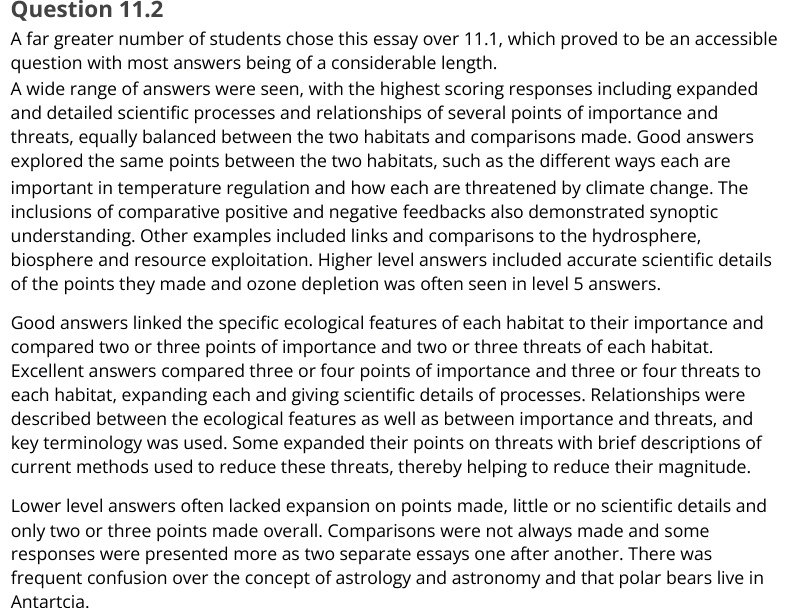 Question 11.2
A far greater number of students chose this essay over 11.1, which proved to be an accessible
question with most answers being of a considerable length.
A wide range of answers were seen, with the highest scoring responses including expanded
and detailed scientific processes and relationships of several points of importance and
threats, equally balanced between the two habitats and comparisons made. Good answers
explored the same points between the two habitats, such as the different ways each are
important in temperature regulation and how each are threatened by climate change. The
inclusions of comparative positive and negative feedbacks also demonstrated synoptic
understanding. Other examples included links and comparisons to the hydrosphere,
biosphere and resource exploitation. Higher level answers included accurate scientific details
of the points they made and ozone depletion was often seen in level 5 answers.
Good answers linked the specific ecological features of each habitat to their importance and
compared two or three points of importance and two or three threats of each habitat.
Excellent answers compared three or four points of importance and three or four threats to
each habitat, expanding each and giving scientific details of processes. Relationships were
described between the ecological features as well as between importance and threats, and
key terminology was used. Some expanded their points on threats with brief descriptions of
current methods used to reduce these threats, thereby helping to reduce their magnitude.
Lower level answers often lacked expansion on points made, little or no scientific details and
only two or three points made overall. Comparisons were not always made and some
responses were presented more as two separate essays one after another. There was
frequent confusion over the concept of astrology and astronomy and that polar bears live in
Antartcia.